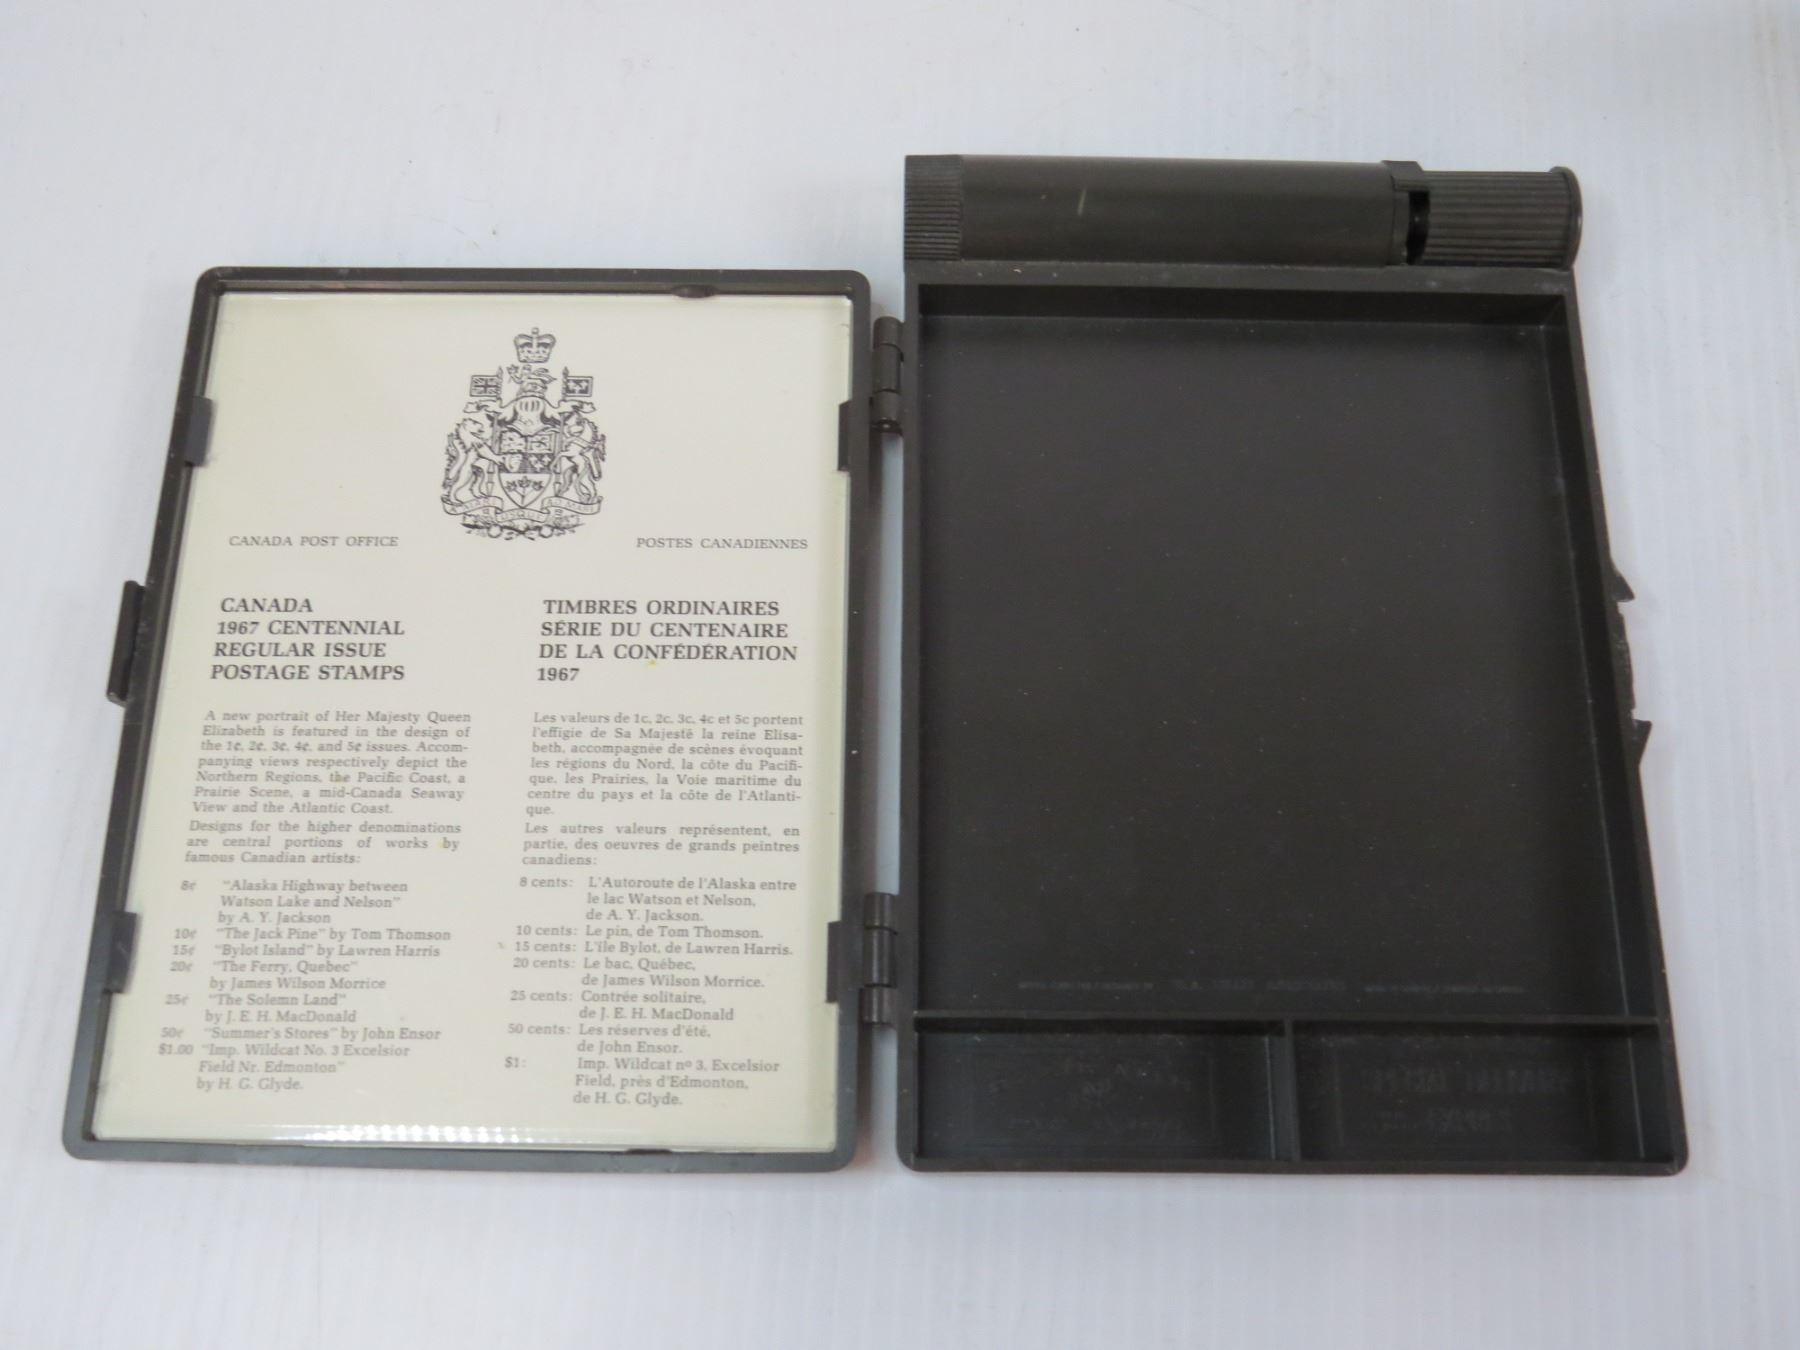 A MARI
USQUE
AD MARE
CANADA POST OFFICE
CANADA
1967 CENTENNIAL
REGULAR ISSUE
POSTAGE STAMPS
A new portrait of Her Majesty Queen
Elizabeth is featured in the design of
the 1¢, 2¢, 3¢, 4¢, and 5¢ issues. Accom-
panying views respectively depict the
Northern Regions, the Pacific Coast, a
Prairie Scene, a mid-Canada Seaway
View and the Atlantic Coast.
Designs for the higher denominations
are central portions of works by
famous Canadian artists:
8¢ "Alaska Highway between
Watson Lake and Nelson"
by A. Y. Jackson
10¢ "The Jack Pine" by Tom Thomson
15¢ "Bylot Island" by Lawren Harris
20¢ "The Ferry, Quebec"
by James Wilson Morrice
25¢ "The Solemn Land"
by J. E. H. MacDonald
50¢ "Summer's Stores" by John Ensor
$1.00 "Imp. Wildcat No. 3 Excelsior
Field Nr. Edmonton"
by H. G. Glyde.
POSTES CANADIENNES
TIMBRES ORDINAIRES
SÉRIE DU CENTENAIRE
DE LA CONFÉDÉRATION
1967
Les valeurs de 1c, 2c, 3c, 4c et 5c portent
l'effigie de Sa Majesté la reine Elisa-
beth, accompagnée de scènes évoquant
les régions du Nord, la côte du Pacifi-
que, les Prairies, la Voie maritime du
centre du pays et la côte de l'Atlanti-
que.
Les autres valeurs représentent, en
partie, des oeuvres de grands peintres
canadiens:
8 cents: L'Autoroute de l'Alaska entre
le lac Watson et Nelson,
de A. Y. Jackson.
10 cents: Le pin, de Tom Thomson.
15 cents: L'île Bylot, de Lawren Harris.
20 cents: Le bac, Québec,
de James Wilson Morrice.
25 cents: Contrée solitaire,
de J. E. H. MacDonald
50 cents: Les réserves d'été,
de John Ensor.
$1: Imp. Wildcat nº 3, Excelsior
Field, près d'Edmonton,
de H. G. Glyde.